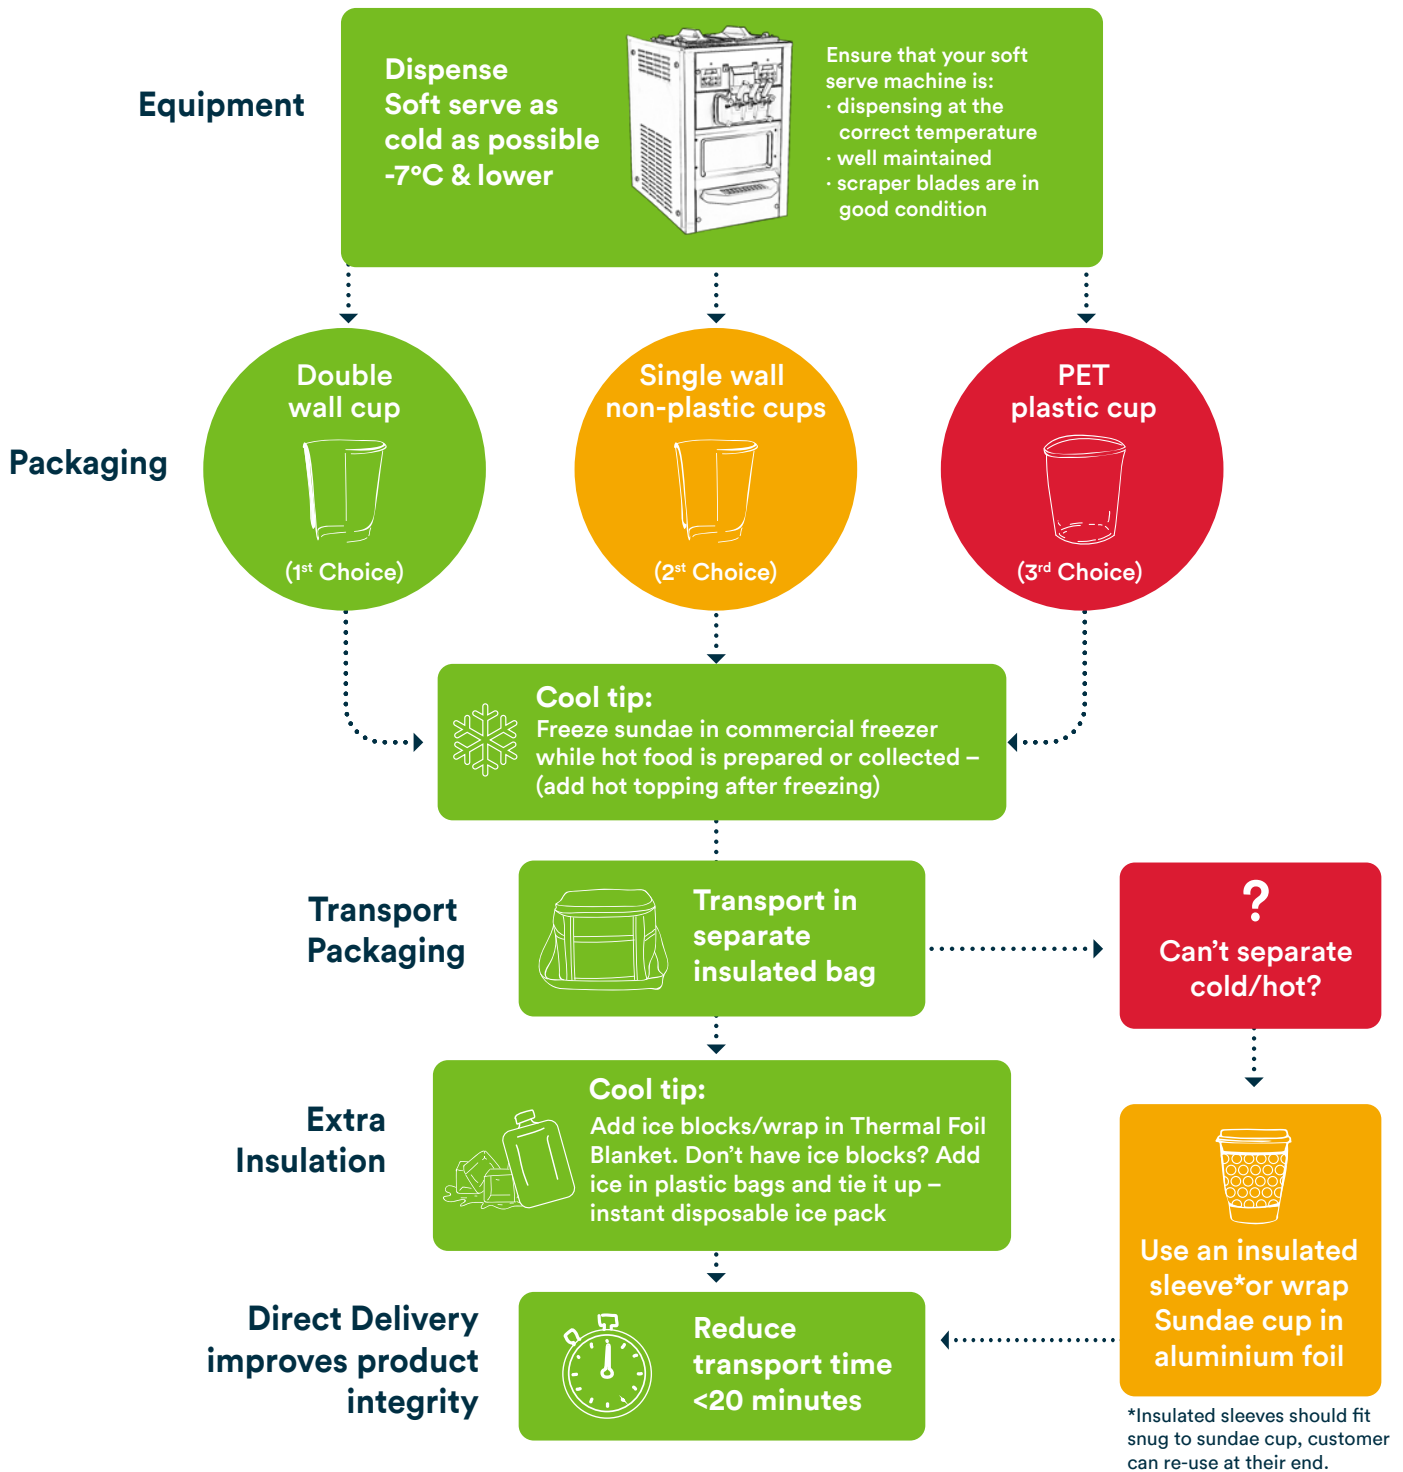 Equipment
Dispense
Soft serve as
cold as possible
-7°C & lower
Ensure that your soft
serve machine is:
· dispensing at the
correct temperature
· well maintained
· scraper blades are in
good condition
Packaging
Double
wall cup
(1st Choice)
Single wall
non-plastic cups
(2st Choice)
PET
plastic cup
(3rd Choice)
Cool tip:
Freeze sundae in commercial freezer
while hot food is prepared or collected –
(add hot topping after freezing)
Transport
Packaging
Transport in
separate
insulated bag
?
Can’t separate
cold/hot?
Extra
Insulation
Cool tip:
Add ice blocks/wrap in Thermal Foil
Blanket. Don’t have ice blocks? Add
ice in plastic bags and tie it up –
instant disposable ice pack
Use an insulated
sleeve*or wrap
Sundae cup in
aluminium foil
Direct Delivery
improves product
integrity
Reduce
transport time
<20 minutes
*Insulated sleeves should fit
snug to sundae cup, customer
can re-use at their end.